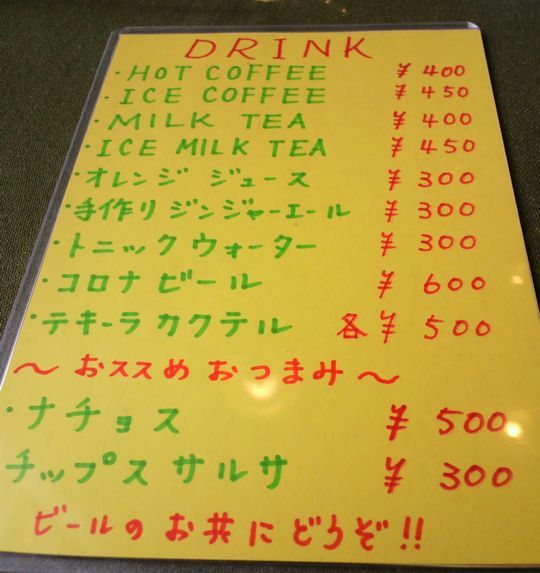 DRINK
・HOT COFFEE ¥400
・ICE COFFEE ¥450
・MILK TEA ¥400
・ICE MILK TEA ¥450
・オレンジ ジュース ¥300
・手作り ジンジャーエール ¥300
・トニック ウォーター ¥300
・コロナ ビール ¥600
・テキーラ カクテル 各¥500
〜 おススメ おつまみ 〜
・ナチョス ¥500
チップス サルサ ¥300
ビールのお共にどうぞ!!